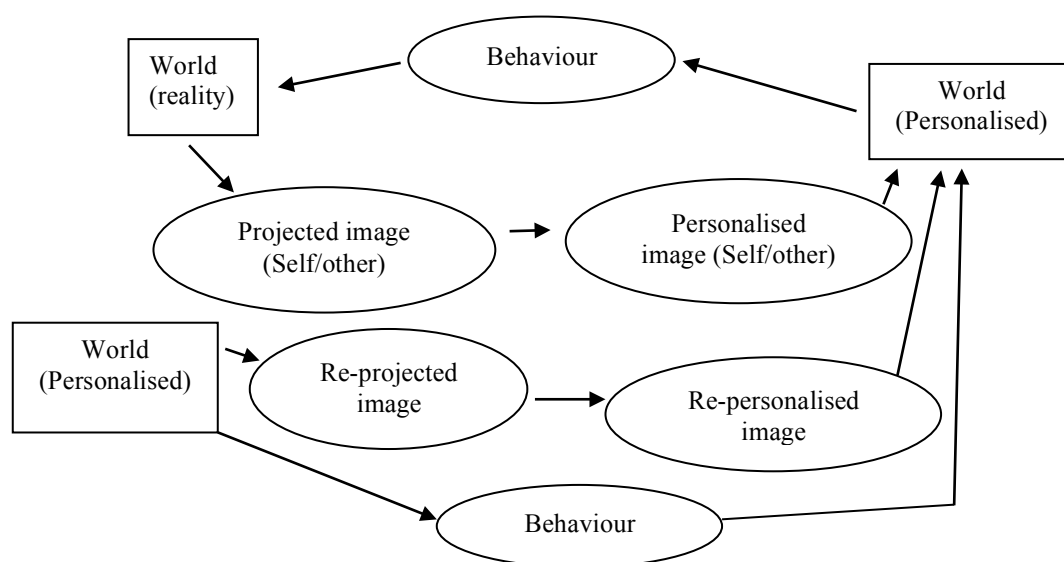 Behaviour
World
(reality)
World
(Personalised)
Projected image
(Self/other)
Personalised
image (Self/other)
World
(Personalised)
Re-projected
image
Re-personalised
image
Behaviour